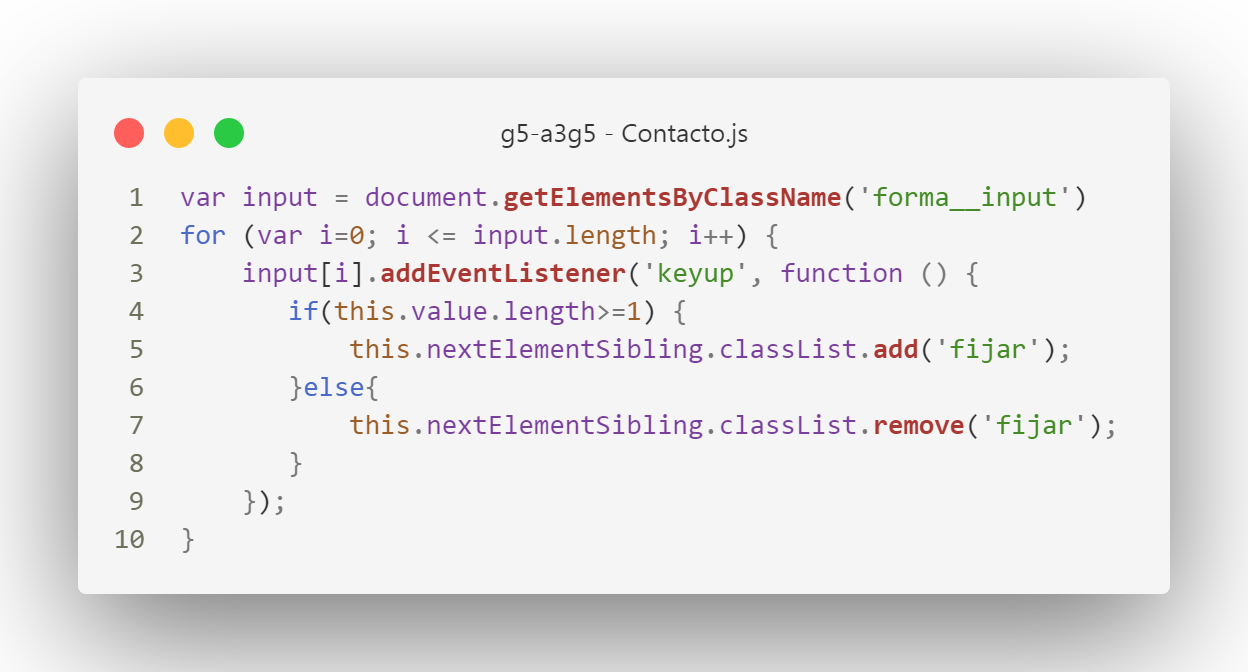 g5-a3g5 - Contacto.js
1 var input = document.getElementsByClassName('forma__input')
2 for (var i=0; i <= input.length; i++) {
3     input[i].addEventListener('keyup', function () {
4        if(this.value.length>=1) {
5            this.nextElementSibling.classList.add('fijar');
6        }else{
7            this.nextElementSibling.classList.remove('fijar');
8        }
9     });
10 }